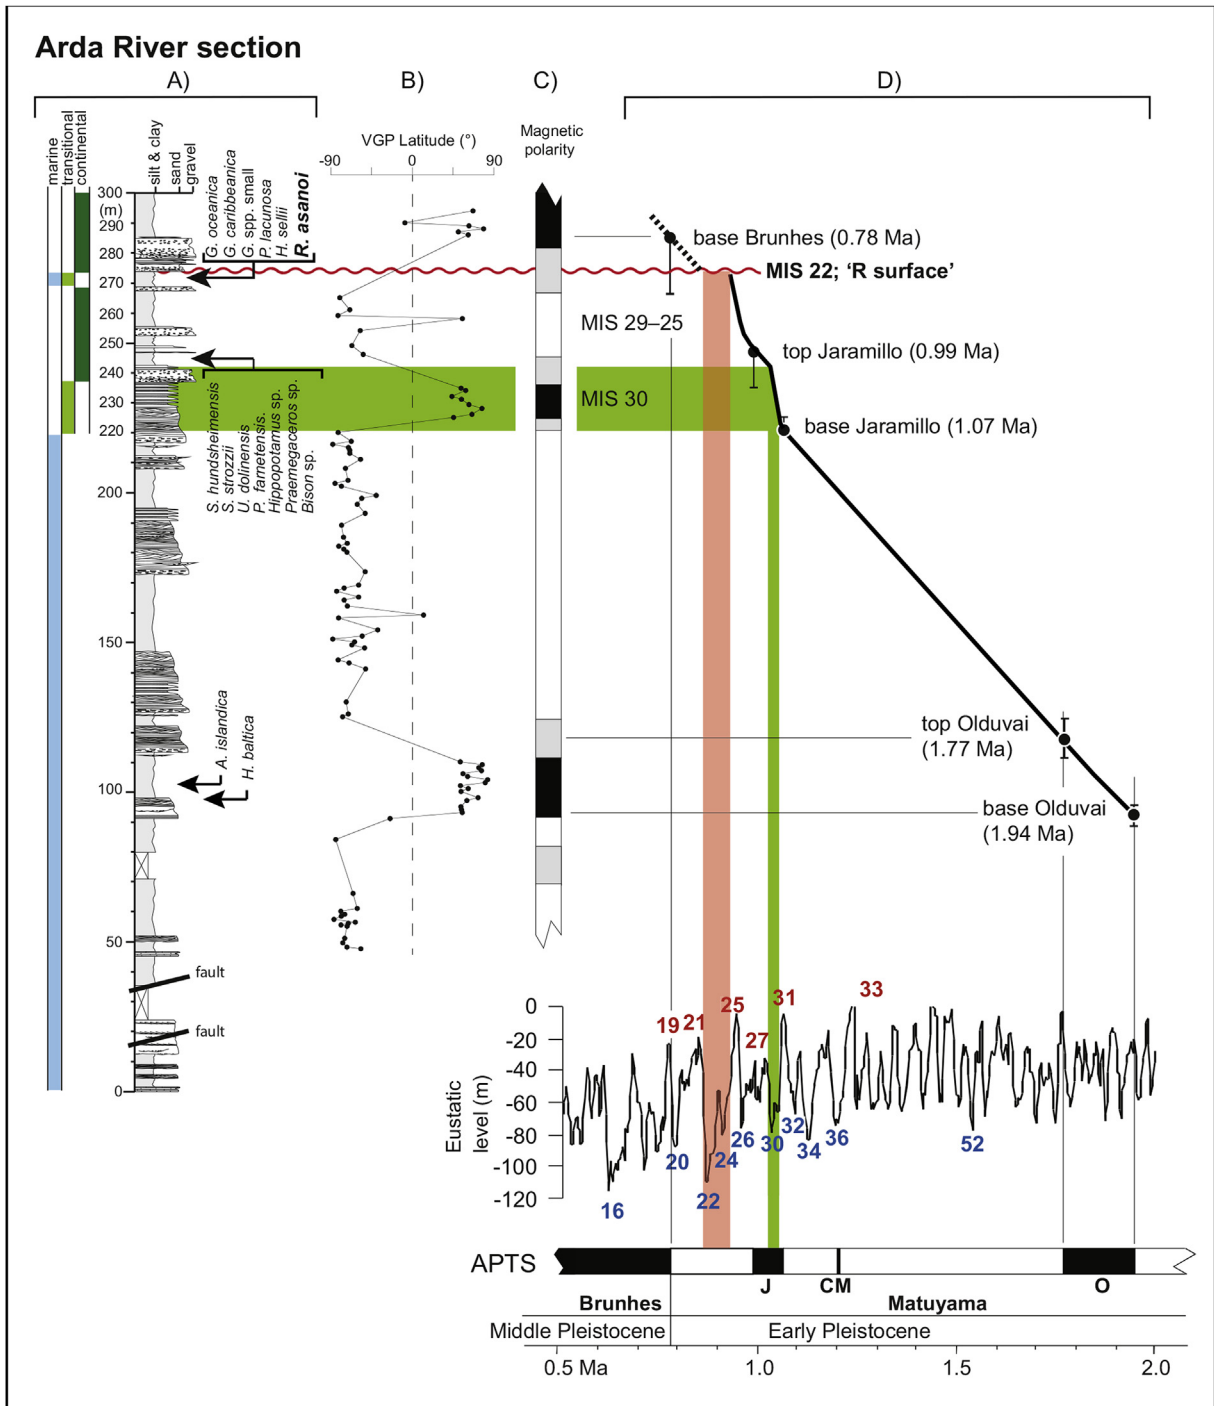 Arda River section
A)
B)
C)
D)
marine
transitional
continental
silt & clay
sand
gravel
G. oceanica
G. caribbeanica
G. spp. small
P. lacunosa
H. sellii
R. asanoi
VGP Latitude (°)
-90
0
90
Magnetic
polarity
300
(m)
290
280
270
260
250
240
230
220
200
150
100
50
0
base Brunhes (0.78 Ma)
MIS 22; ‘R surface’
MIS 29–25
top Jaramillo (0.99 Ma)
MIS 30
base Jaramillo (1.07 Ma)
S. hundsheimensis
S. strozzii
U. dolinensis
P. farnetensis.
Hippopotamus sp.
Praemegaceros sp.
Bison sp.
A. islandica
H. baltica
top Olduvai
(1.77 Ma)
base Olduvai
(1.94 Ma)
fault
fault
Eustatic
level (m)
0
-20
-40
-60
-80
-100
-120
19
21
25
27
31
33
16
20
22
24
26
30
32
34
36
52
APTS
J
CM
O
Brunhes
Matuyama
Middle Pleistocene
Early Pleistocene
0.5 Ma
1.0
1.5
2.0